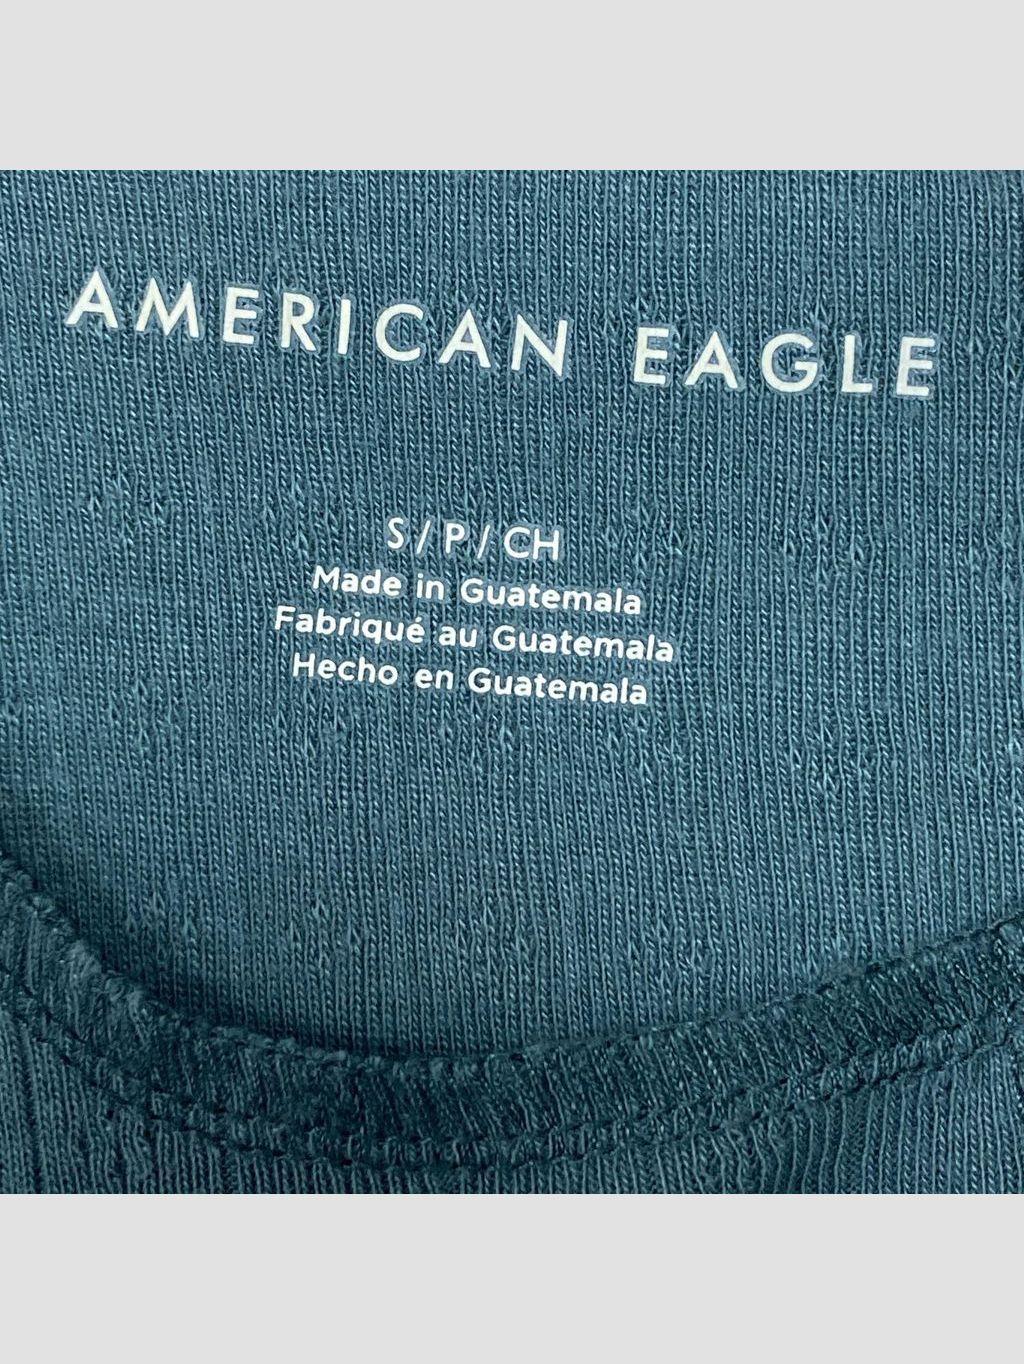 AMERICAN EAGLE
S / P / CH
Made in Guatemala
Fabriqué au Guatemala
Hecho en Guatemala